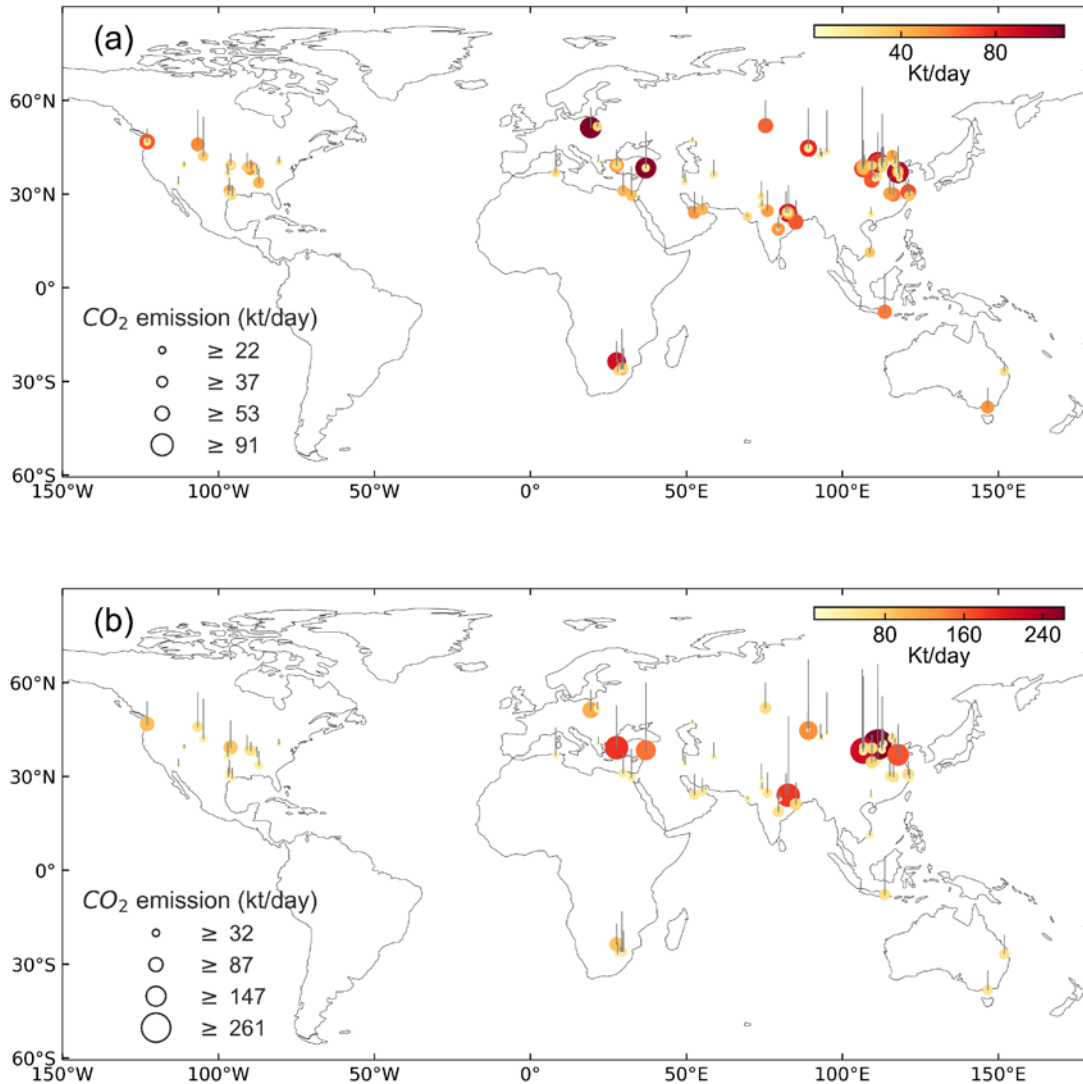 (a)
40 80
Kt/day
60°N
30°N
0°
30°S
60°S
CO₂ emission (kt/day)
≥ 22
≥ 37
≥ 53
≥ 91
150°W 100°W 50°W 0° 50°E 100°E 150°E
(b)
80 160 240
Kt/day
60°N
30°N
0°
30°S
60°S
CO₂ emission (kt/day)
≥ 32
≥ 87
≥ 147
≥ 261
150°W 100°W 50°W 0° 50°E 100°E 150°E